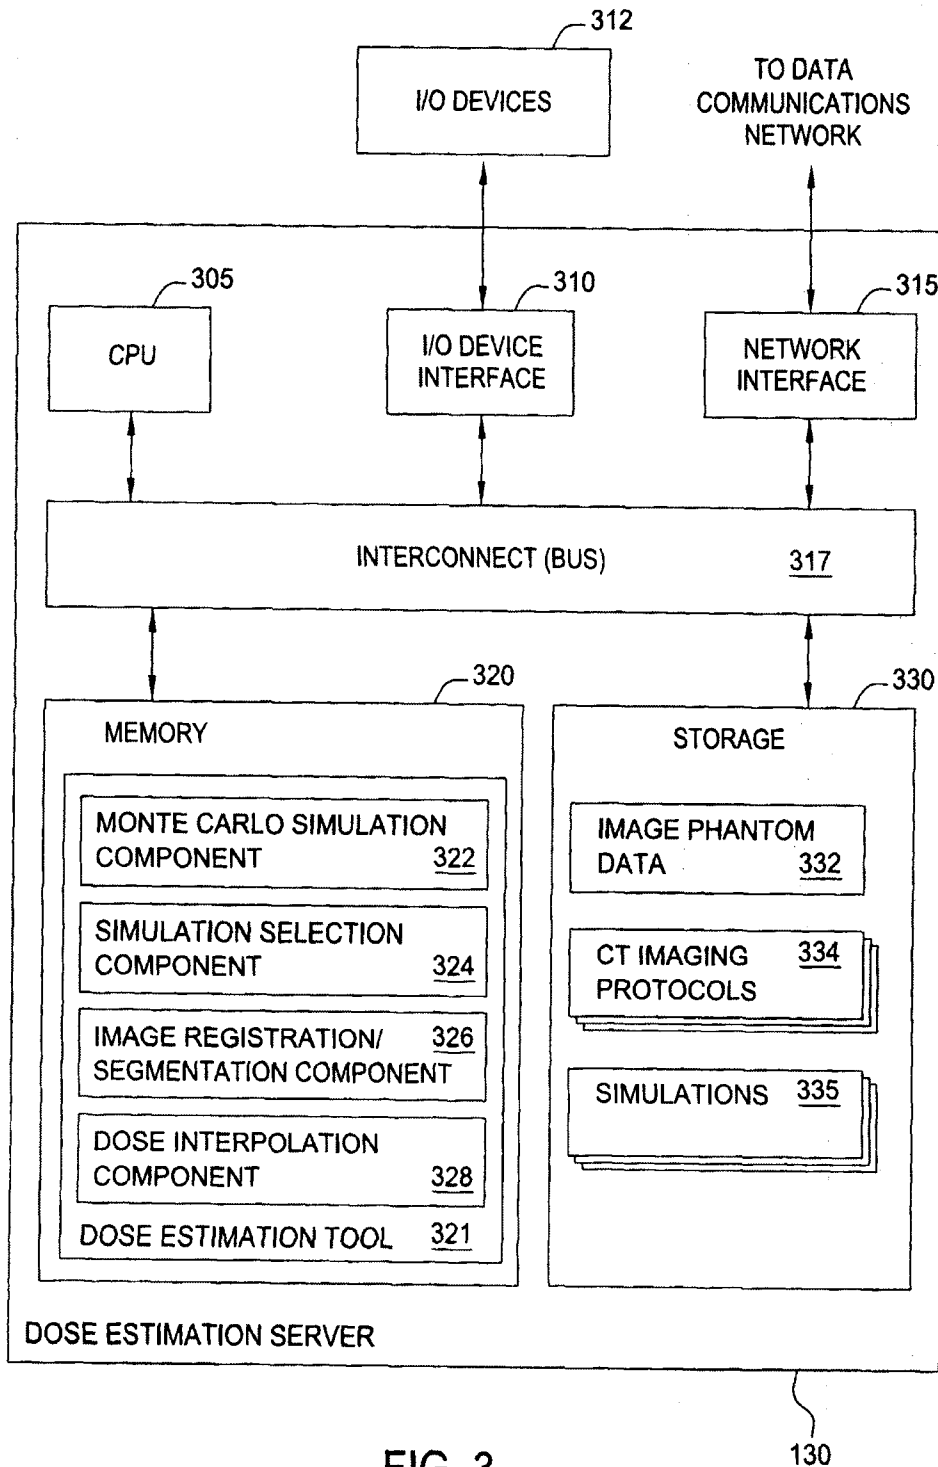 312
I/O DEVICES
TO DATA
COMMUNICATIONS
NETWORK
305
CPU
310
I/O DEVICE
INTERFACE
315
NETWORK
INTERFACE
INTERCONNECT (BUS) 317
320
MEMORY
MONTE CARLO SIMULATION
COMPONENT 322
SIMULATION SELECTION
COMPONENT 324
IMAGE REGISTRATION/ 326
SEGMENTATION COMPONENT
DOSE INTERPOLATION
COMPONENT 328
DOSE ESTIMATION TOOL 321
330
STORAGE
IMAGE PHANTOM
DATA 332
CT IMAGING 334
PROTOCOLS
SIMULATIONS 335
DOSE ESTIMATION SERVER
130
FIG. 3